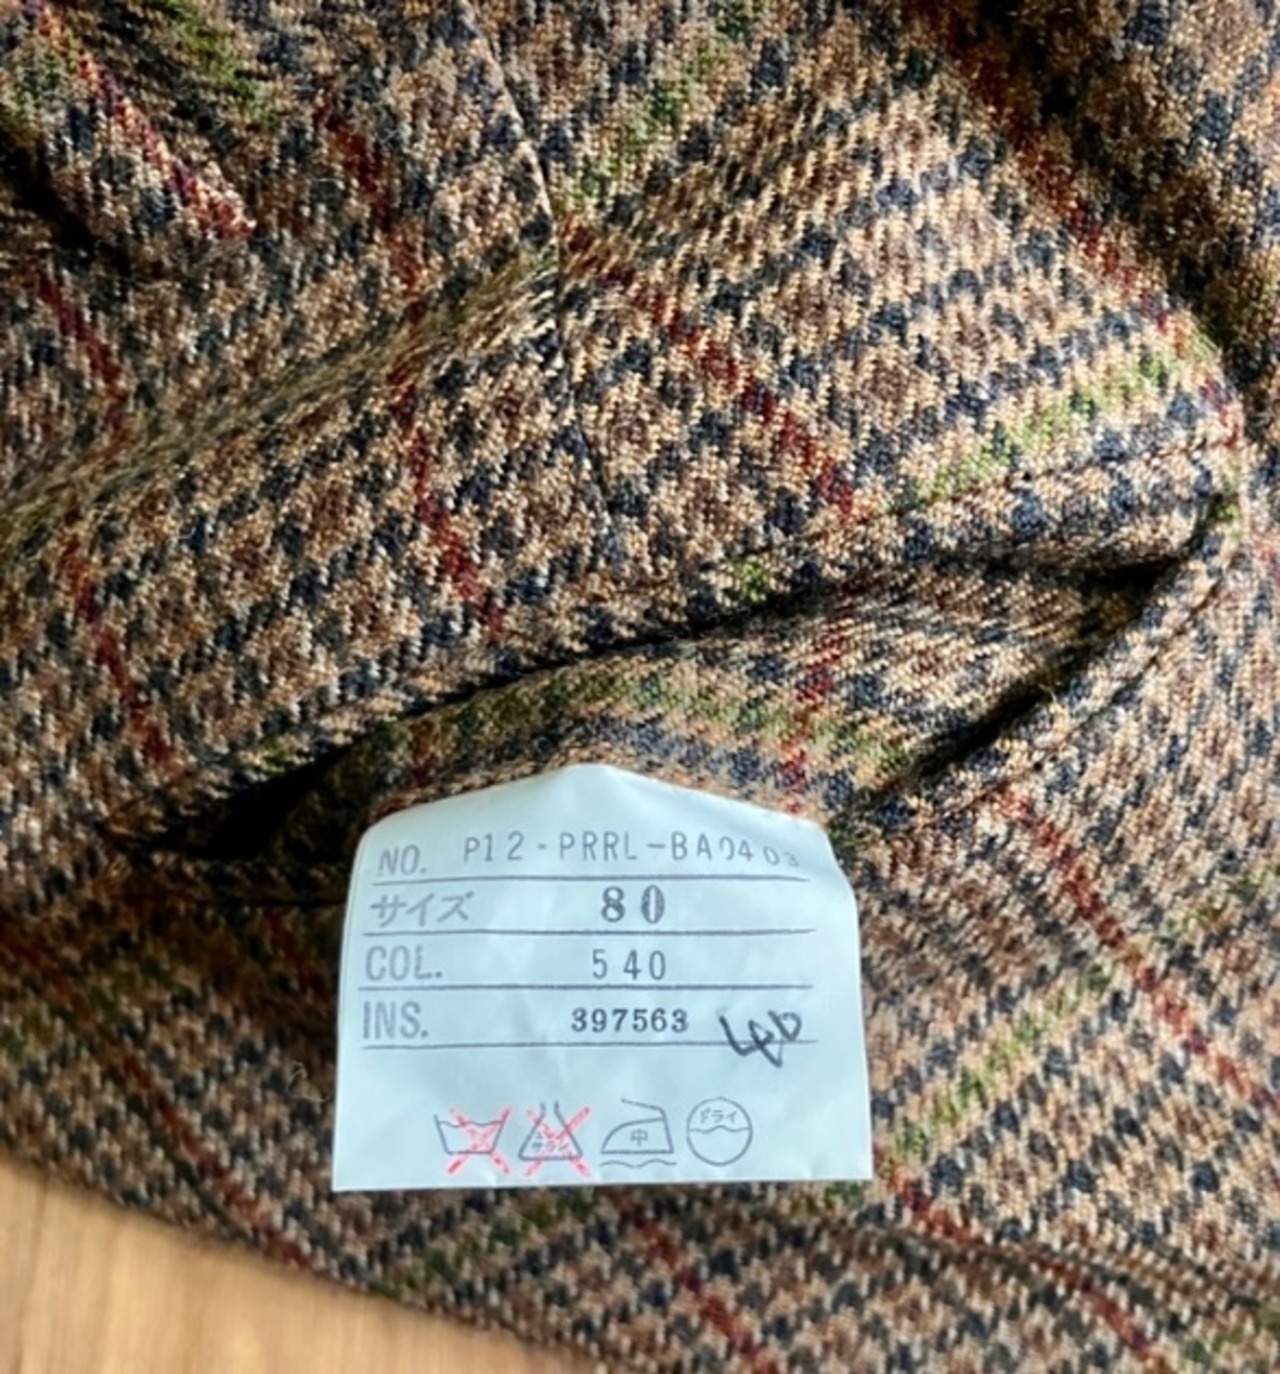 NO. P12-PRRL-BA0403
サイズ 80
COL. 540
INS. 397563
中 ドライ